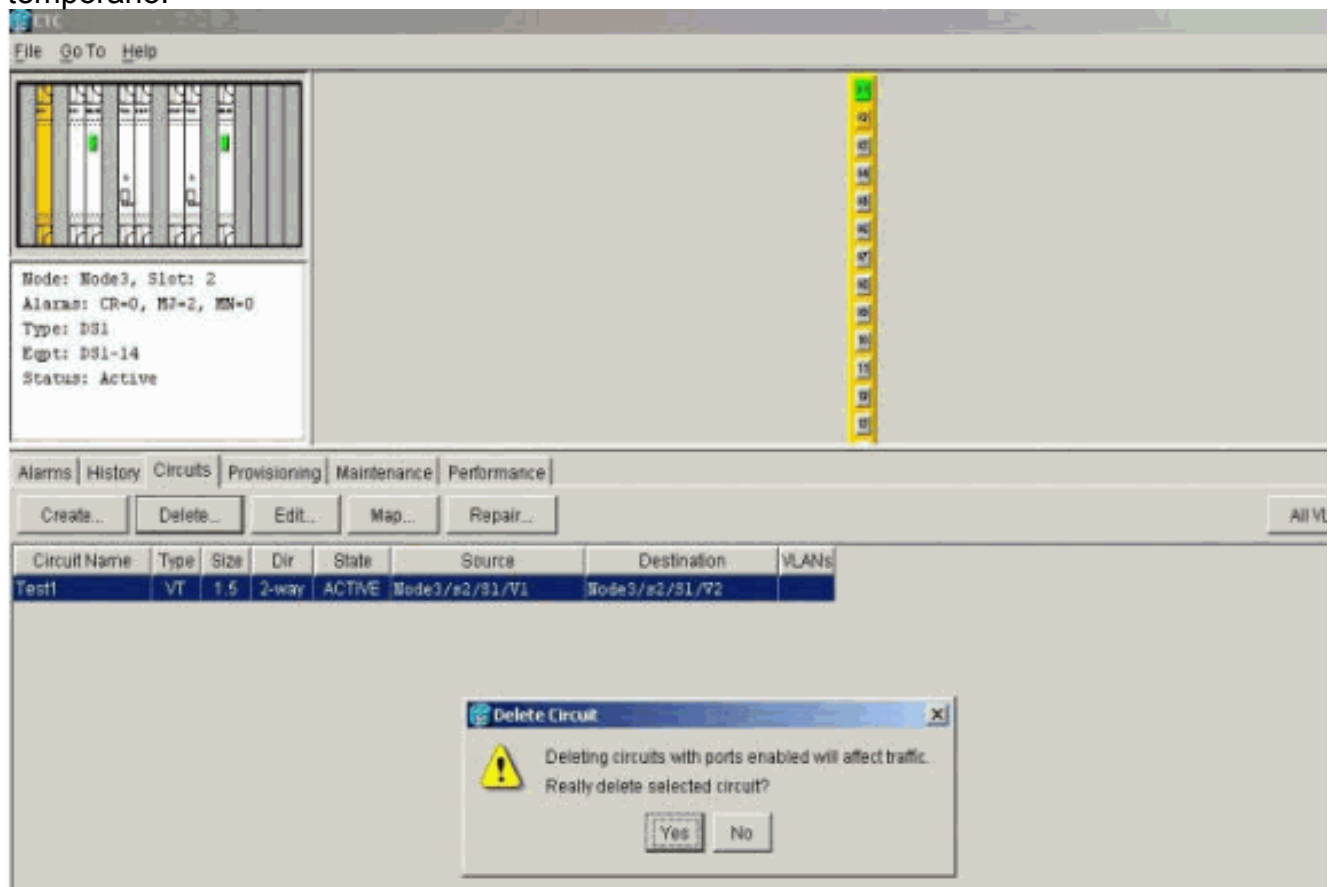 CTC
File Go To Help
Node: Node3, Slot: 2
Alarms: CR=0, MJ=2, MN=0
Type: DS1
Eqpt: DS1-14
Status: Active
Alarms History Circuits Provisioning Maintenance Performance
Create... Delete... Edit... Map... Repair... All VL
Circuit Name Type Size Dir State Source Destination VLANs
Test1 VT 1.5 2-way ACTIVE Node3/s2/S1/V1 Node3/s2/S1/V2
Delete Circuit
Deleting circuits with ports enabled will affect traffic.
Really delete selected circuit?
Yes No